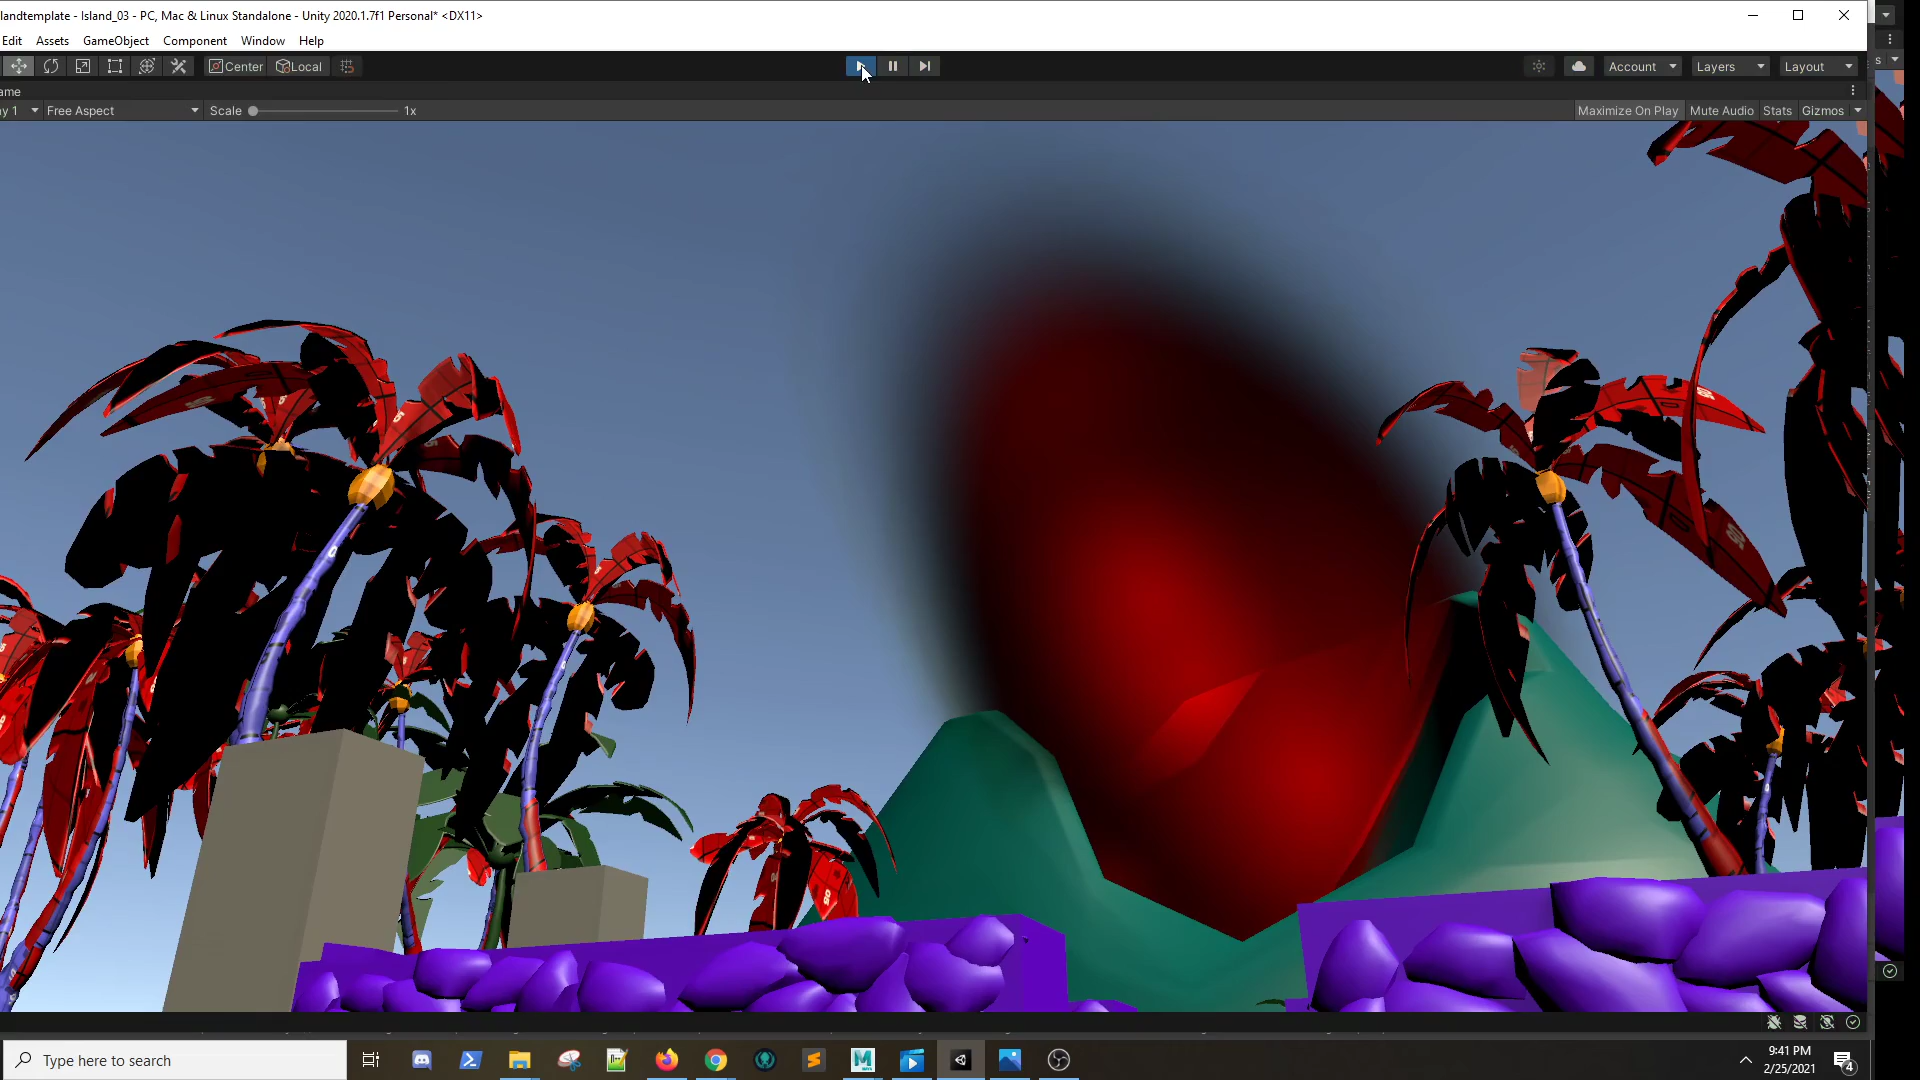 landtemplate - Island_03 - PC, Mac & Linux Standalone - Unity 2020.1.7f1 Personal* <DX11>
Edit Assets GameObject Component Window Help
Center Local Account Layers Layout
ame
y 1 Free Aspect Scale 1x Maximize On Play Mute Audio Stats Gizmos
Type here to search
9:41 PM
2/25/2021
4